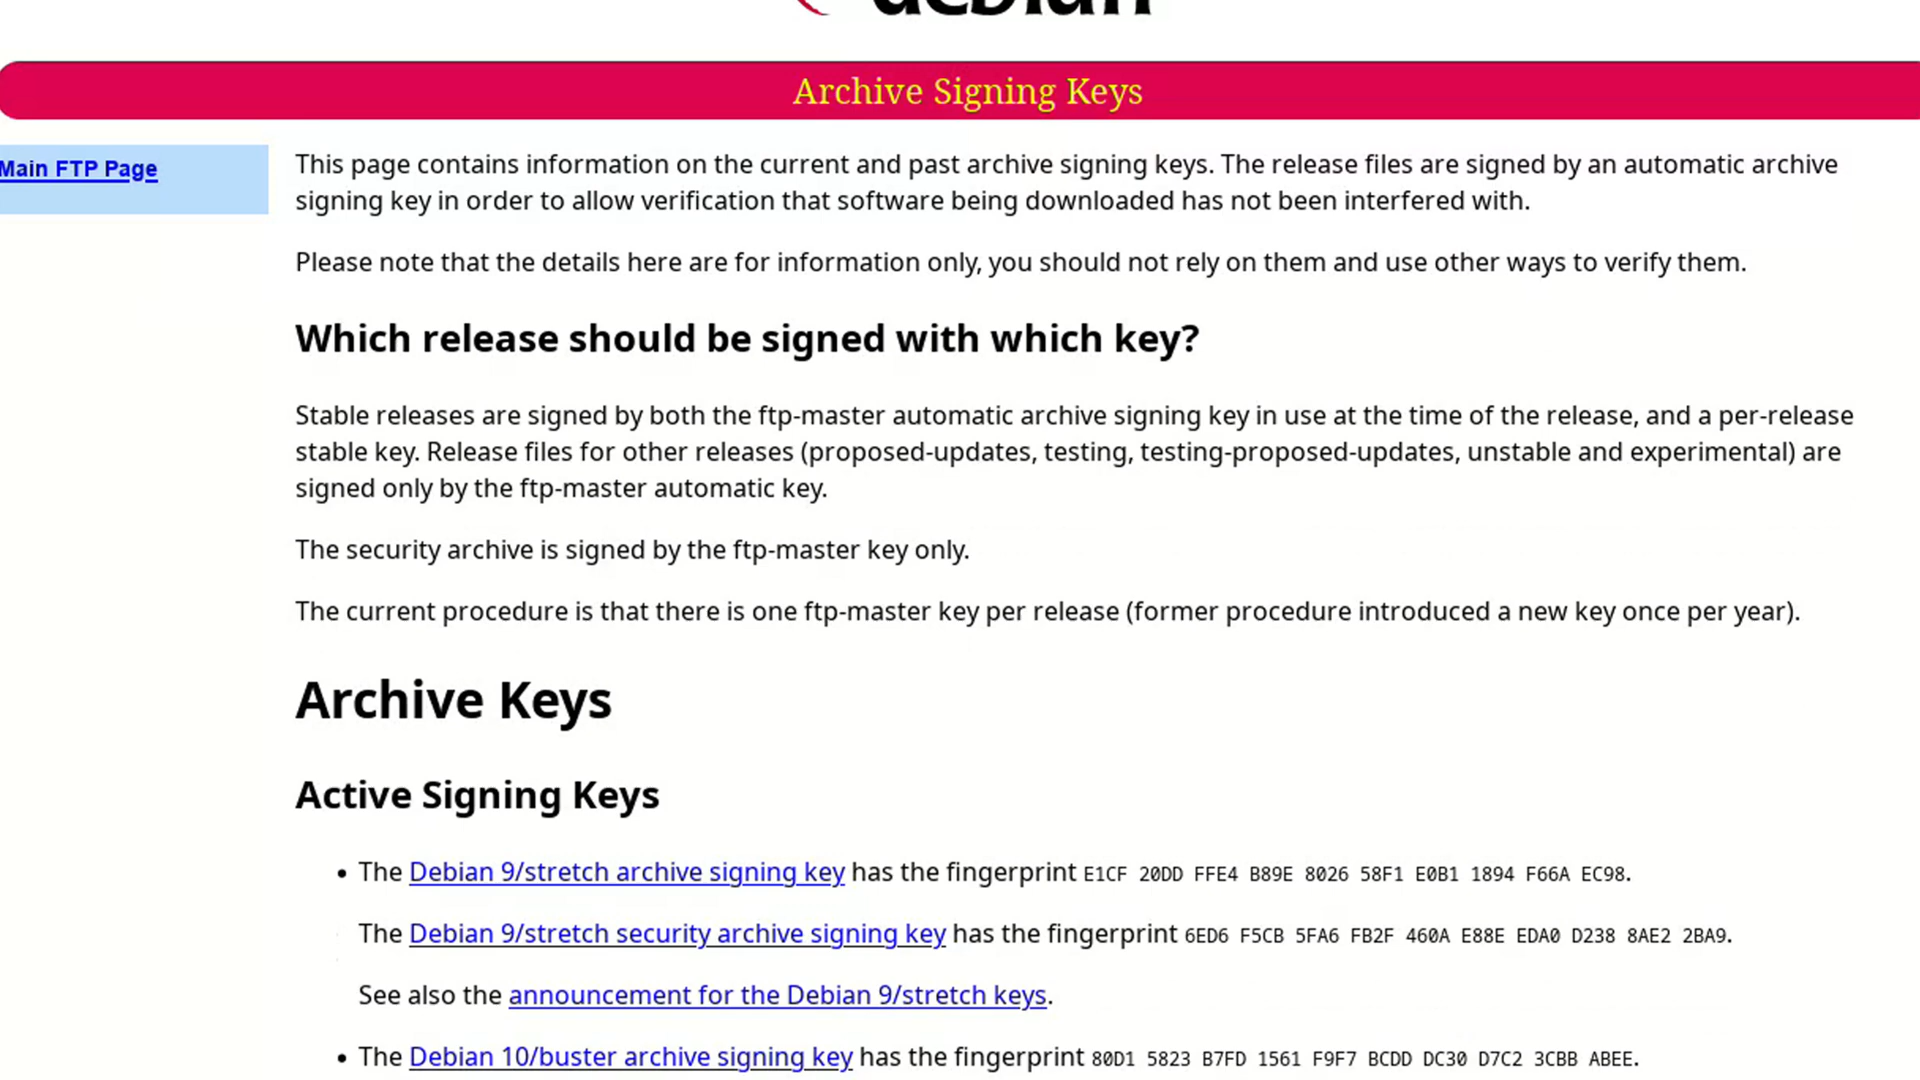 debian
Archive Signing Keys
Main FTP Page
This page contains information on the current and past archive signing keys. The release files are signed by an automatic archive
signing key in order to allow verification that software being downloaded has not been interfered with.
Please note that the details here are for information only, you should not rely on them and use other ways to verify them.
Which release should be signed with which key?
Stable releases are signed by both the ftp-master automatic archive signing key in use at the time of the release, and a per-release
stable key. Release files for other releases (proposed-updates, testing, testing-proposed-updates, unstable and experimental) are
signed only by the ftp-master automatic key.
The security archive is signed by the ftp-master key only.
The current procedure is that there is one ftp-master key per release (former procedure introduced a new key once per year).
Archive Keys
Active Signing Keys
• The Debian 9/stretch archive signing key has the fingerprint E1CF 20DD FFE4 B89E 8026 58F1 E0B1 1894 F66A EC98.
The Debian 9/stretch security archive signing key has the fingerprint 6ED6 F5CB 5FA6 FB2F 460A E88E EDA0 D238 8AE2 2BA9.
See also the announcement for the Debian 9/stretch keys.
• The Debian 10/buster archive signing key has the fingerprint 80D1 5823 B7FD 1561 F9F7 BCDD DC30 D7C2 3CBB ABEE.